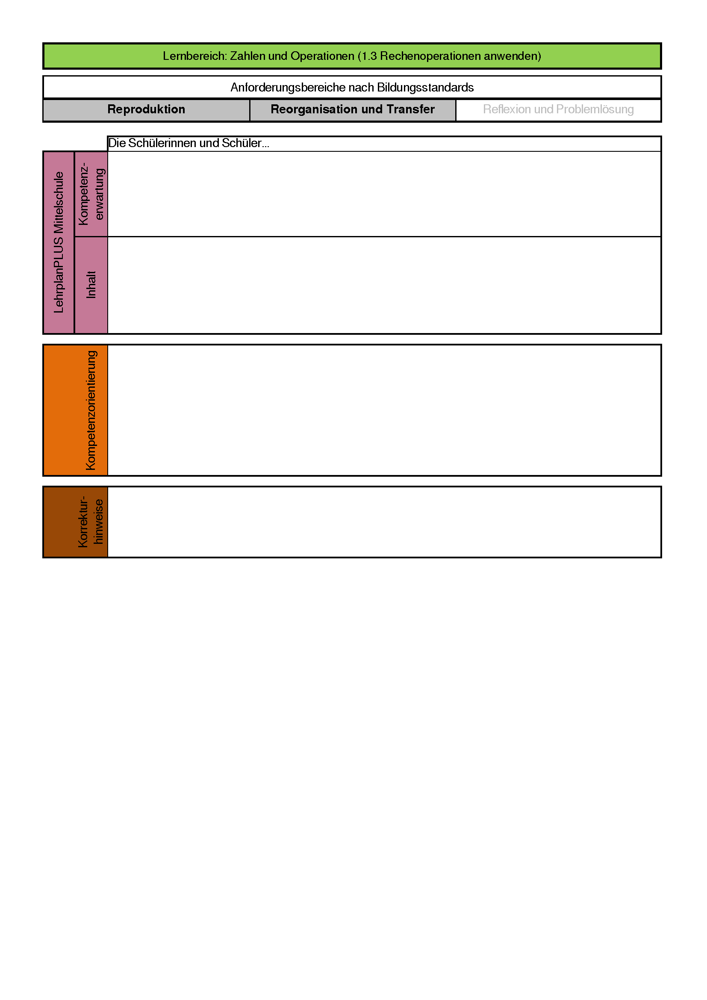 Lernbereich: Zahlen und Operationen (1.3 Rechenoperationen anwenden)
Anforderungsbereiche nach Bildungsstandards
Reproduktion
Reorganisation und Transfer
Reflexion und Problemlösung
Die Schülerinnen und Schüler...
LehrplanPLUS Mittelschule
Kompetenz-
erwartung
Inhalt
Kompetenzorientierung
Korrektur-
hinweise